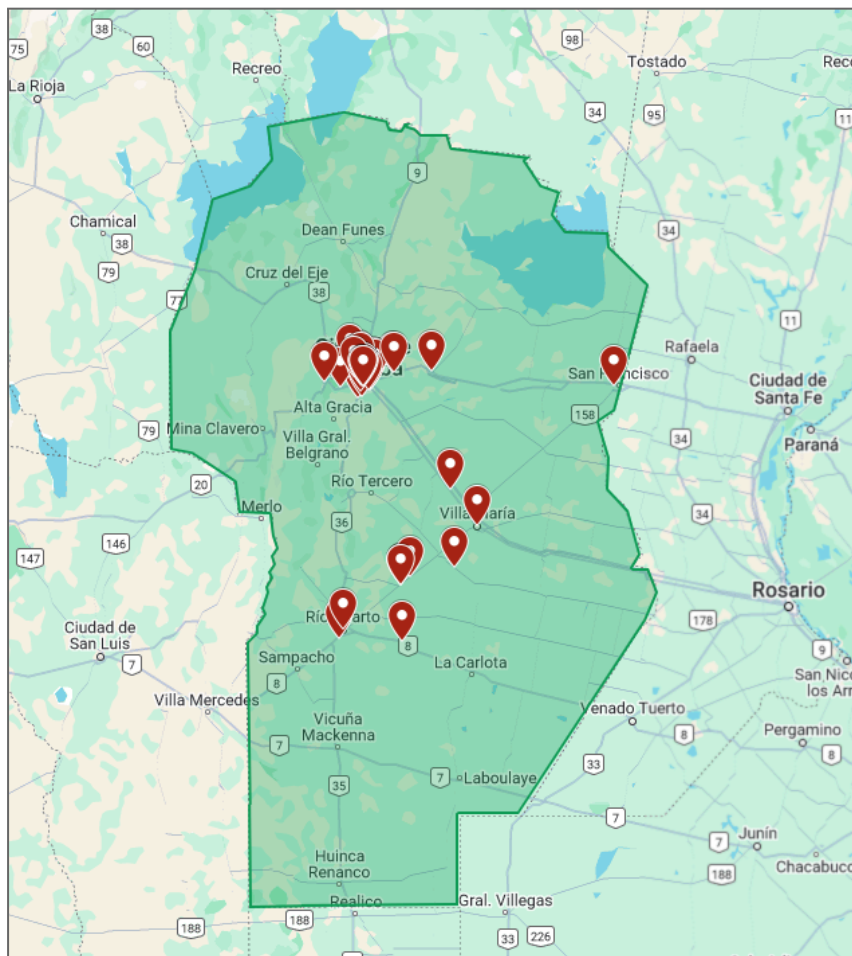 38
75
60
98
Tostado
Reco
Recreo
La Rioja
34
95
11
9
Chamical
38
34
Dean Funes
79
Cruz del Eje
77
38
11
Rafaela
San Francisco
Ciudad de
Santa Fe
Alta Gracia
158
Mina Clavero
79
34
Paraná
Villa Gral.
Belgrano
Río Tercero
20
Merlo
36
Villa María
34
146
147
Rosario
Ciudad de
San Luis
178
7
8
9
Sampacho
La Carlota
San Nico
los Arr
8
Villa Mercedes
Venado Tuerto
Vicuña
Mackenna
7
8
Pergamino
8
33
35
7
Laboulaye
7
7
Junín
188
Chacabuco
Huinca
Renanco
Realico
Gral. Villegas
188
188
33
226